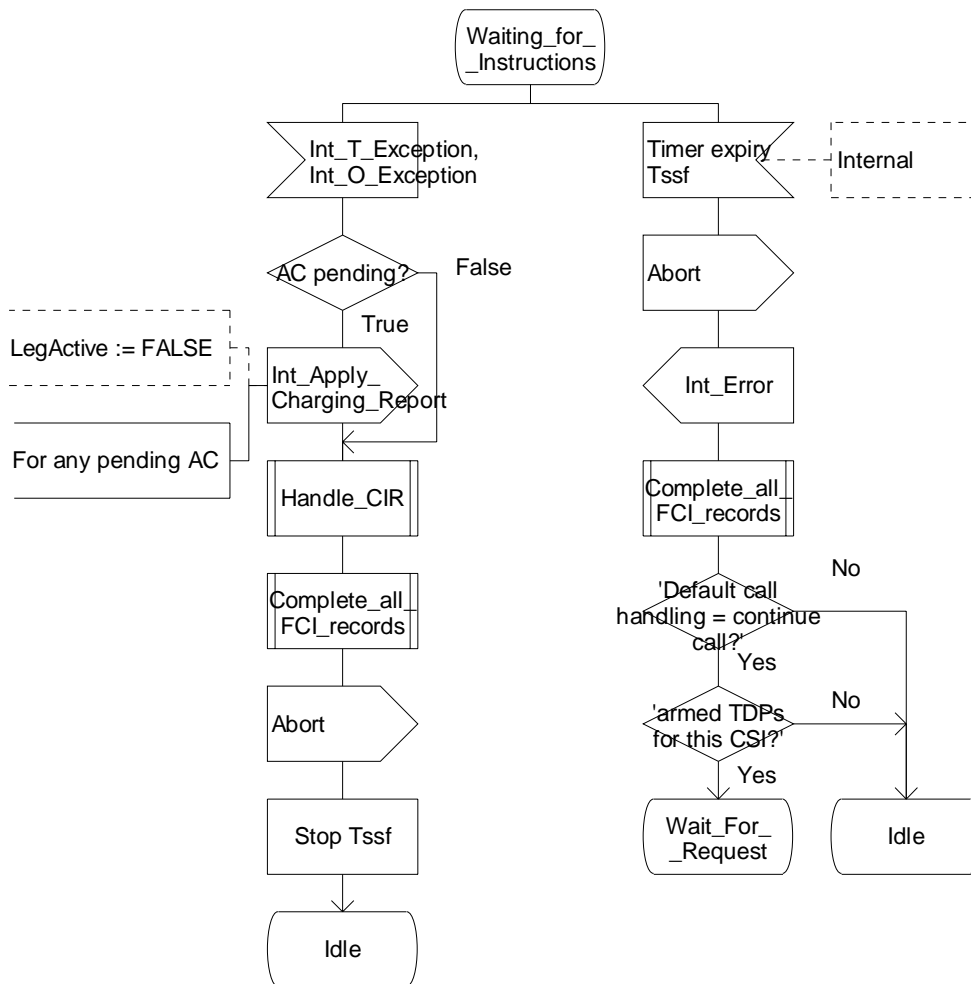 Waiting_for_
_Instructions
Int_T_Exception,
Int_O_Exception
Timer expiry
Tssf
Internal
AC pending?
False
True
Abort
LegActive := FALSE
Int_Apply_
Charging_Report
For any pending AC
Int_Error
Handle_CIR
Complete_all_
FCI_records
Complete_all_
FCI_records
'Default call
handling = continue
call?'
No
Yes
Abort
'armed TDPs
for this CSI?'
No
Yes
Stop Tssf
Wait_For_
_Request
Idle
Idle